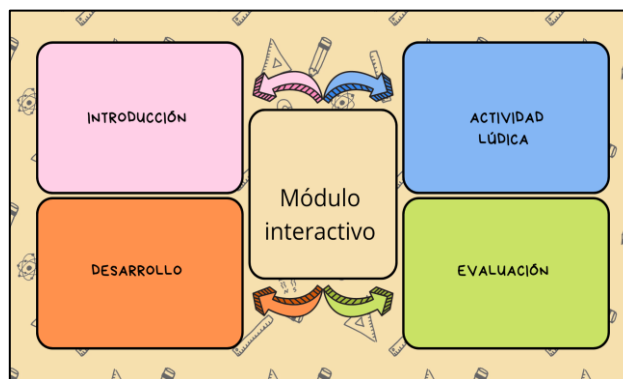 INTRODUCCIÓN
ACTIVIDAD
LÚDICA
Módulo
interactivo
DESARROLLO
EVALUACIÓN